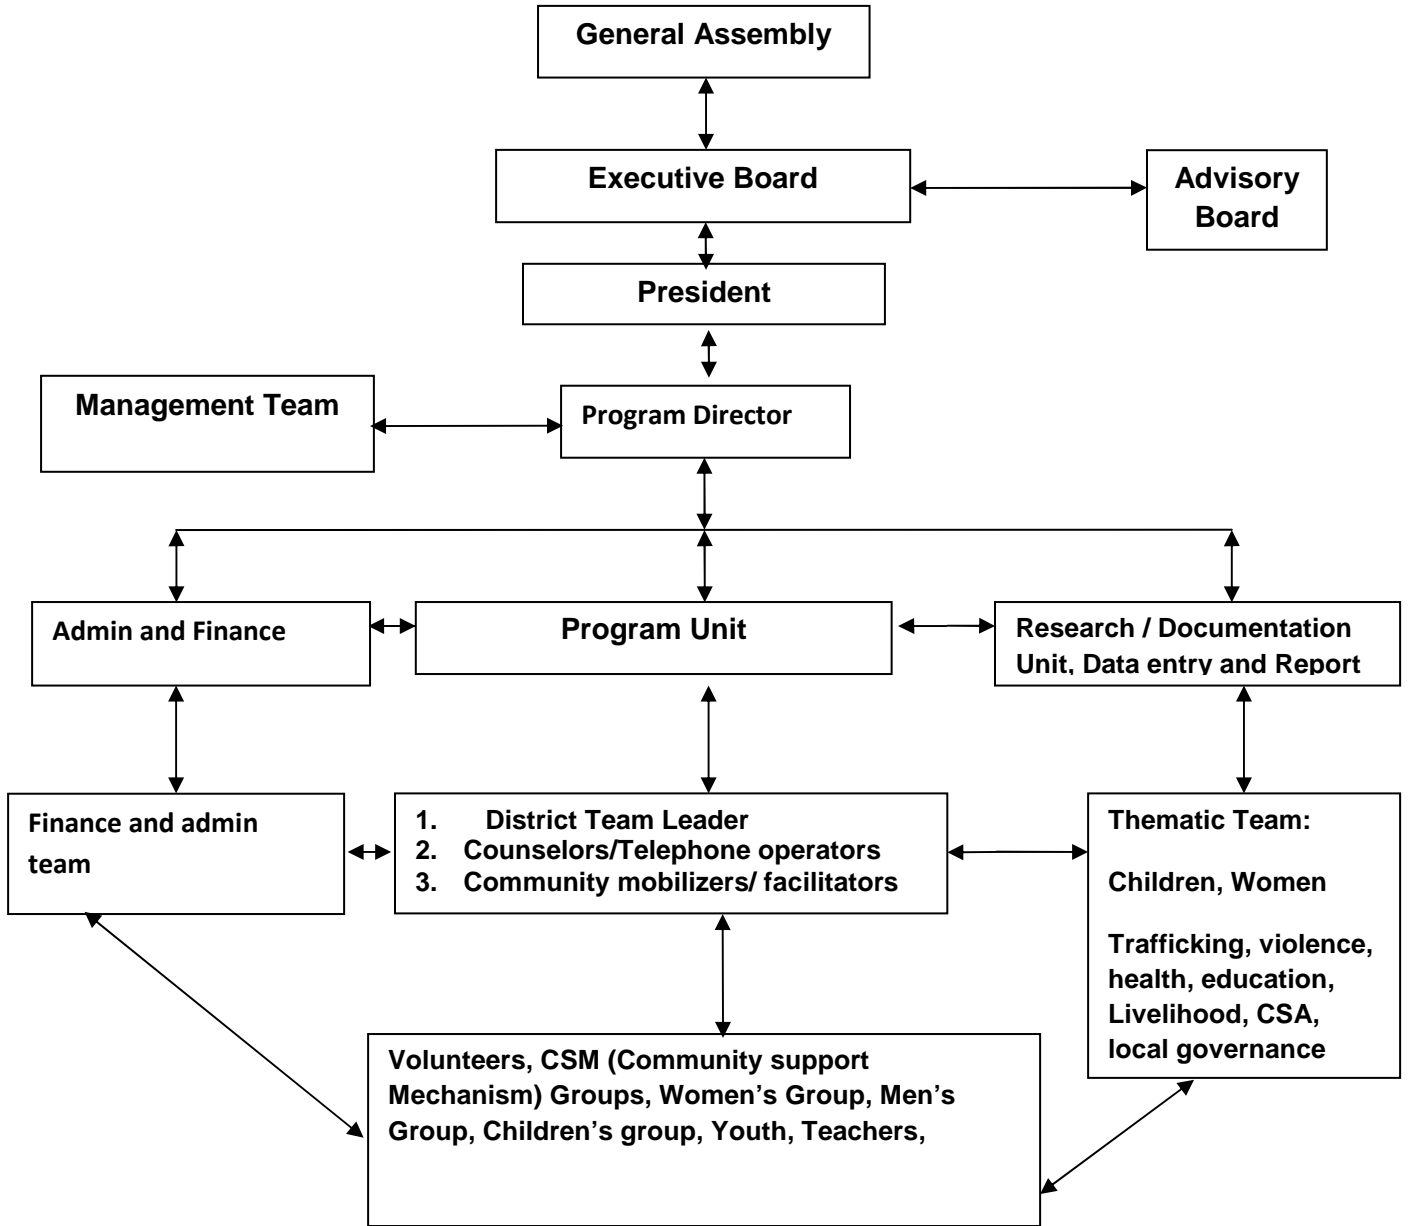 General Assembly
Executive Board
Advisory
Board
President
Management Team
Program Director
Admin and Finance
Program Unit
Research / Documentation
Unit, Data entry and Report
Finance and admin
team
1. District Team Leader
2. Counselors/Telephone operators
3. Community mobilizers/ facilitators
Thematic Team:
Children, Women
Trafficking, violence,
health, education,
Livelihood, CSA,
local governance
Volunteers, CSM (Community support
Mechanism) Groups, Women’s Group, Men’s
Group, Children’s group, Youth, Teachers,